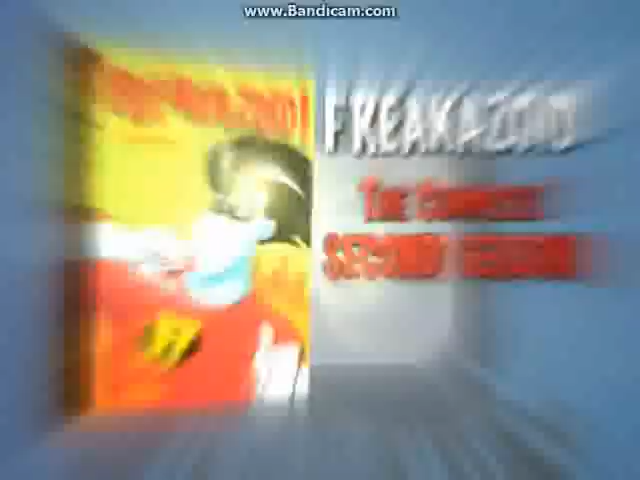 www.Bandicam.com
FREAKAZOID
THE COMPLETE
SECOND SEASON